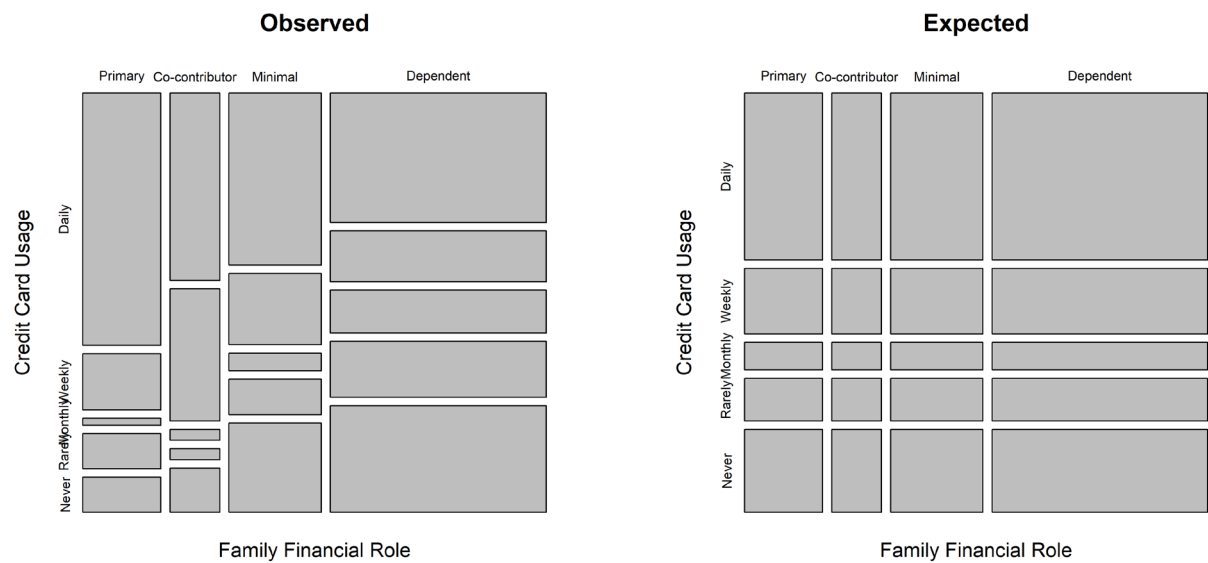 Observed
Primary Co-contributor Minimal Dependent
Credit Card Usage
Daily
Weekly
Monthly
Rarely
Never
Family Financial Role
Expected
Primary Co-contributor Minimal Dependent
Credit Card Usage
Daily
Weekly
Monthly
Rarely
Never
Family Financial Role